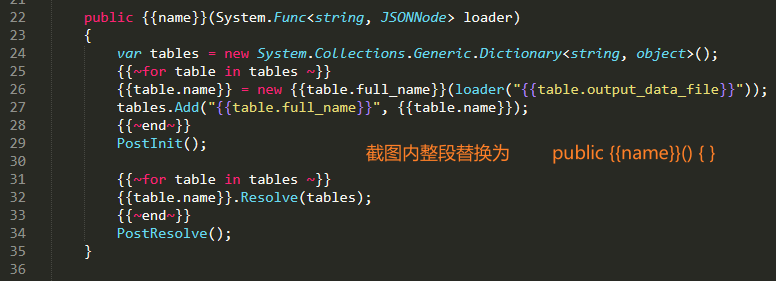 22 public {{name}}(System.Func<string, JSONNode> loader)
23 {
24 var tables = new System.Collections.Generic.Dictionary<string, object>();
25 {{~for table in tables ~}}
26 {{table.name}} = new {{table.full_name}}(loader("{{table.output_data_file}}"));
27 tables.Add("{{table.full_name}}", {{table.name}});
28 {{~end~}}
29 PostInit();
截图内整段替换为 public {{name}}() { }
30
31 {{~for table in tables ~}}
32 {{table.name}}.Resolve(tables);
33 {{~end~}}
34 PostResolve();
35 }
36